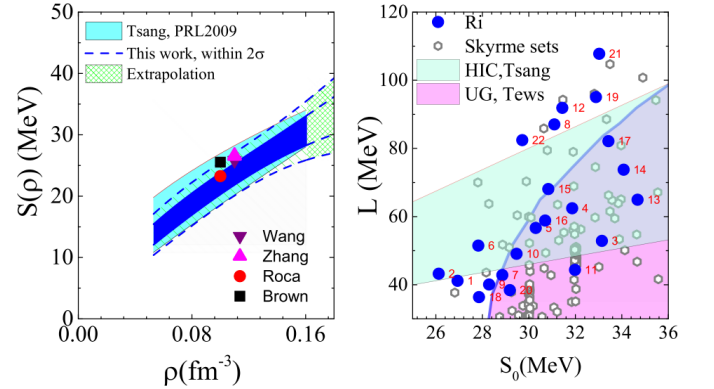 50
40
30
20
10
0
0.00
0.08
0.16
S(ρ) (MeV)
ρ(fm⁻³)
Tsang, PRL2009
This work, within 2σ
Extrapolation
Wang
Zhang
Roca
Brown
120
100
80
60
40
26
28
30
32
34
36
L (MeV)
S₀(MeV)
Ri
Skyrme sets
HIC,Tsang
UG, Tews
21
19
12
8
22
17
14
15
13
4
16
5
3
6
10
11
2
1
7
9
18
20